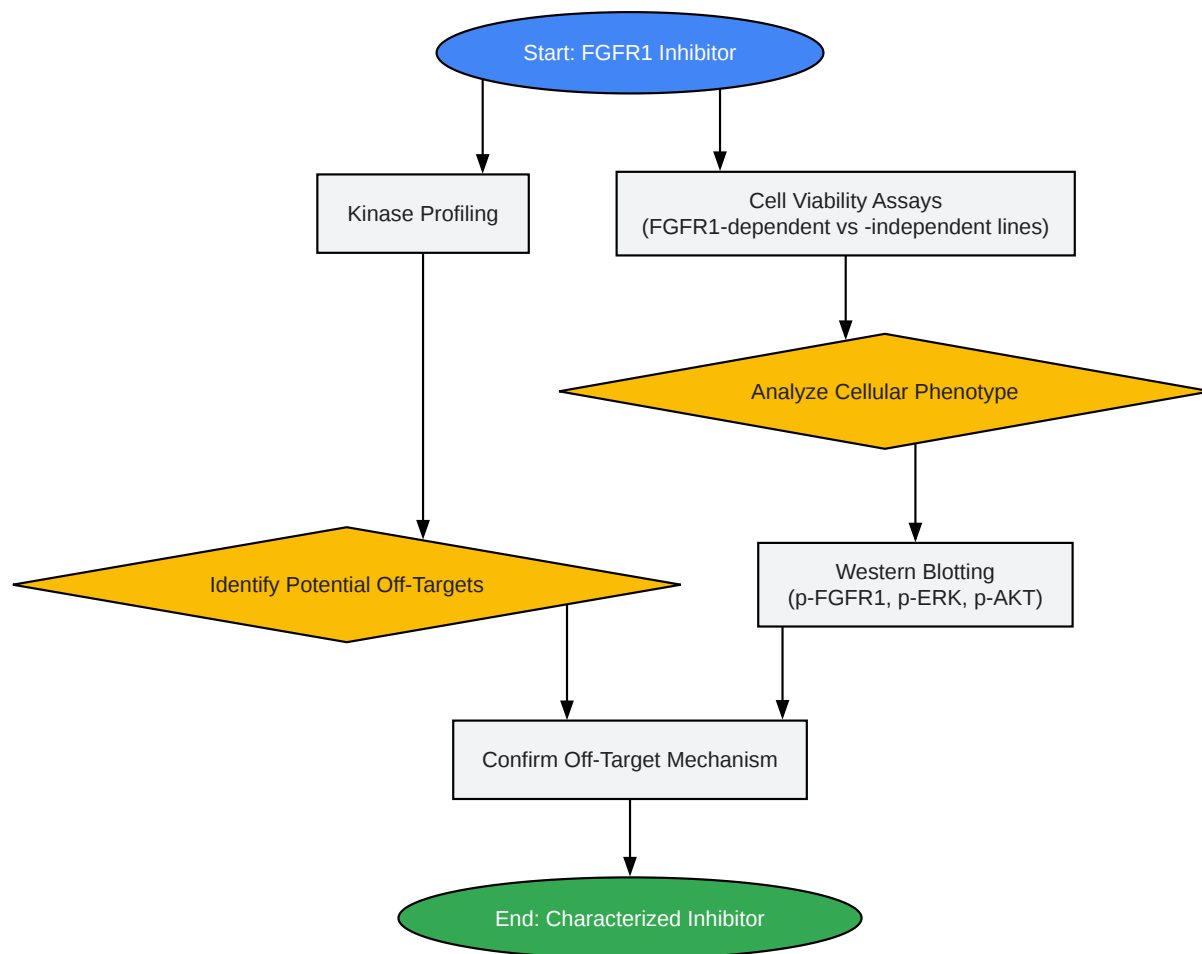 Start: FGFR1 Inhibitor
Kinase Profiling
Cell Viability Assays
(FGFR1-dependent vs -independent lines)
Analyze Cellular Phenotype
Identify Potential Off-Targets
Western Blotting
(p-FGFR1, p-ERK, p-AKT)
Confirm Off-Target Mechanism
End: Characterized Inhibitor